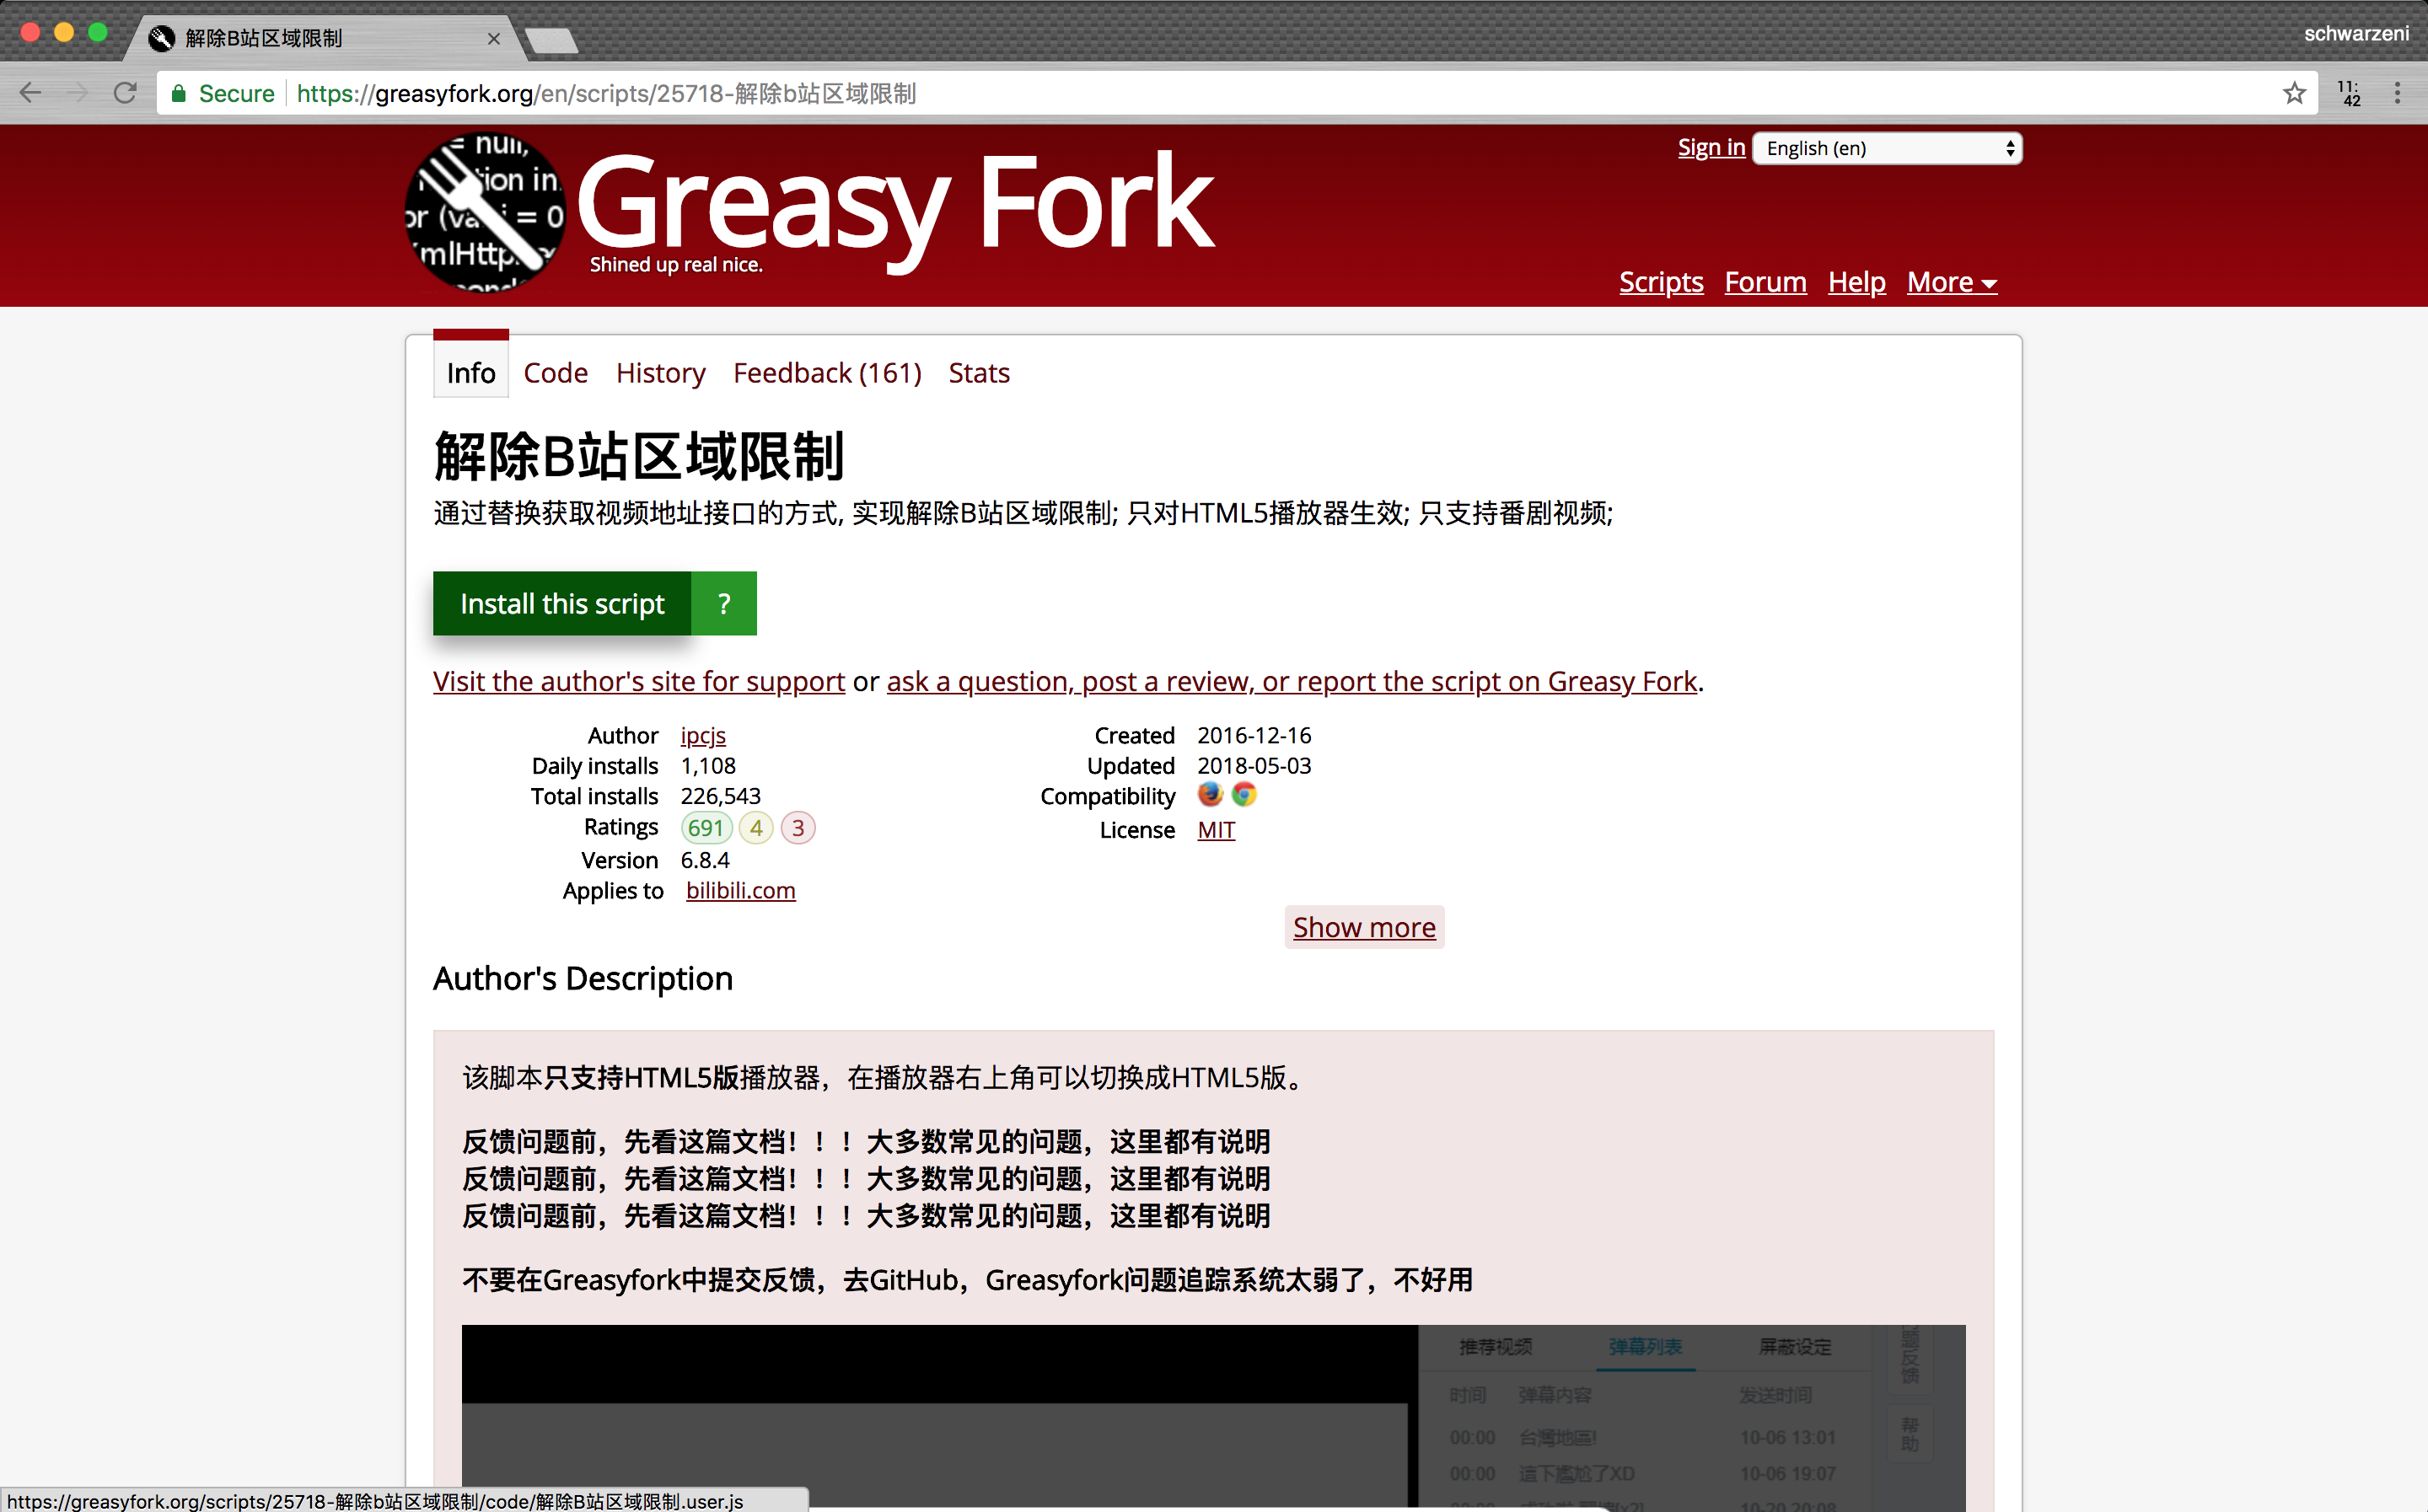 解除B站区域限制
schwarzeni
Secure https://greasyfork.org/en/scripts/25718-解除b站区域限制
11:
42
= null,
ion in
or (va i = 0
mlHttp
Greasy Fork
Shined up real nice.
Sign in English (en)
Scripts Forum Help More
Info Code History Feedback (161) Stats
解除B站区域限制
通过替换获取视频地址接口的方式, 实现解除B站区域限制; 只对HTML5播放器生效; 只支持番剧视频;
Install this script ?
Visit the author's site for support or ask a question, post a review, or report the script on Greasy Fork.
Author ipcjs
Daily installs 1,108
Total installs 226,543
Ratings 691 4 3
Version 6.8.4
Applies to bilibili.com
Created 2016-12-16
Updated 2018-05-03
Compatibility
License MIT
Show more
Author's Description
该脚本只支持HTML5版播放器，在播放器右上角可以切换成HTML5版。
反馈问题前，先看这篇文档！！！大多数常见的问题，这里都有说明
反馈问题前，先看这篇文档！！！大多数常见的问题，这里都有说明
反馈问题前，先看这篇文档！！！大多数常见的问题，这里都有说明
不要在Greasyfork中提交反馈，去GitHub，Greasyfork问题追踪系统太弱了，不好用
推荐视频 弹幕列表 屏蔽设定
时间 弹幕内容 发送时间
00:00 台灣地區! 10-06 13:01
00:00 這下尷尬了XD 10-06 19:07
10-20 20:08
题反馈
帮助
https://greasyfork.org/scripts/25718-解除b站区域限制/code/解除B站区域限制.user.js